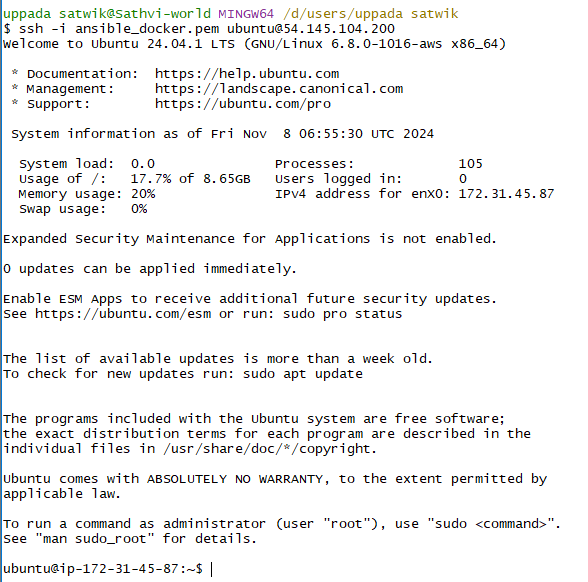 uppada satwik@Sathvi-world MINGW64 /d/users/uppada satwik
$ ssh -i ansible_docker.pem ubuntu@54.145.104.200
Welcome to Ubuntu 24.04.1 LTS (GNU/Linux 6.8.0-1016-aws x86_64)

 * Documentation:  https://help.ubuntu.com
 * Management:     https://landscape.canonical.com
 * Support:        https://ubuntu.com/pro

 System information as of Fri Nov  8 06:55:30 UTC 2024

  System load:  0.0               Processes:             105
  Usage of /:   17.7% of 8.65GB   Users logged in:       0
  Memory usage: 20%               IPv4 address for enX0: 172.31.45.87
  Swap usage:   0%

Expanded Security Maintenance for Applications is not enabled.

0 updates can be applied immediately.

Enable ESM Apps to receive additional future security updates.
See https://ubuntu.com/esm or run: sudo pro status


The list of available updates is more than a week old.
To check for new updates run: sudo apt update


The programs included with the Ubuntu system are free software;
the exact distribution terms for each program are described in the
individual files in /usr/share/doc/*/copyright.

Ubuntu comes with ABSOLUTELY NO WARRANTY, to the extent permitted by
applicable law.

To run a command as administrator (user "root"), use "sudo <command>".
See "man sudo_root" for details.

ubuntu@ip-172-31-45-87:~$